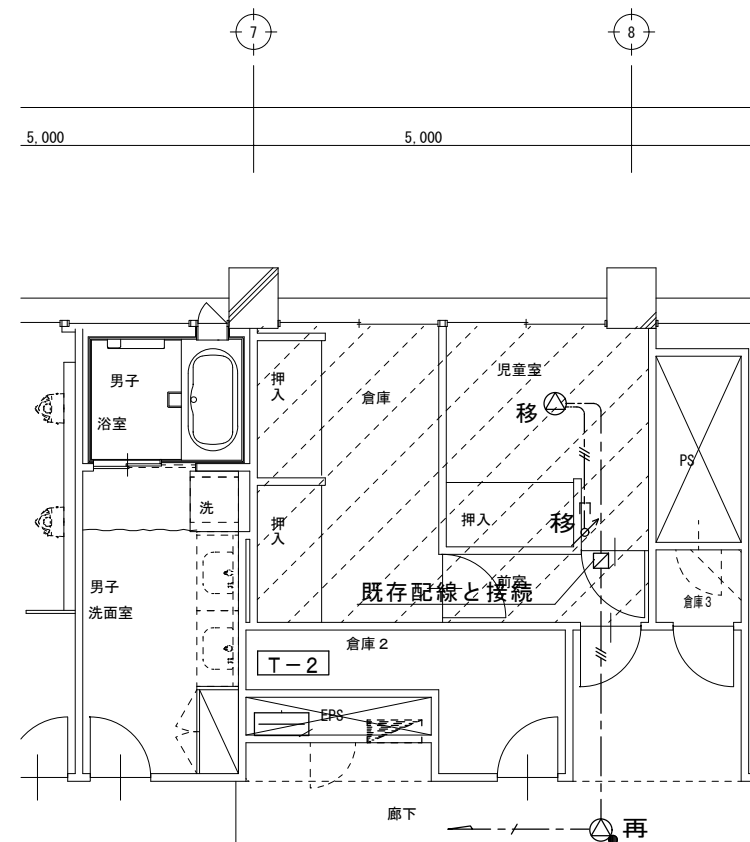 7
8
5,000
5,000
男子
浴室
押入
倉庫
児童室
移
PS
洗
押入
押入
移
男子
洗面室
既存配線と接続
前室
倉庫3
倉庫2
T-2
EPS
廊下
再